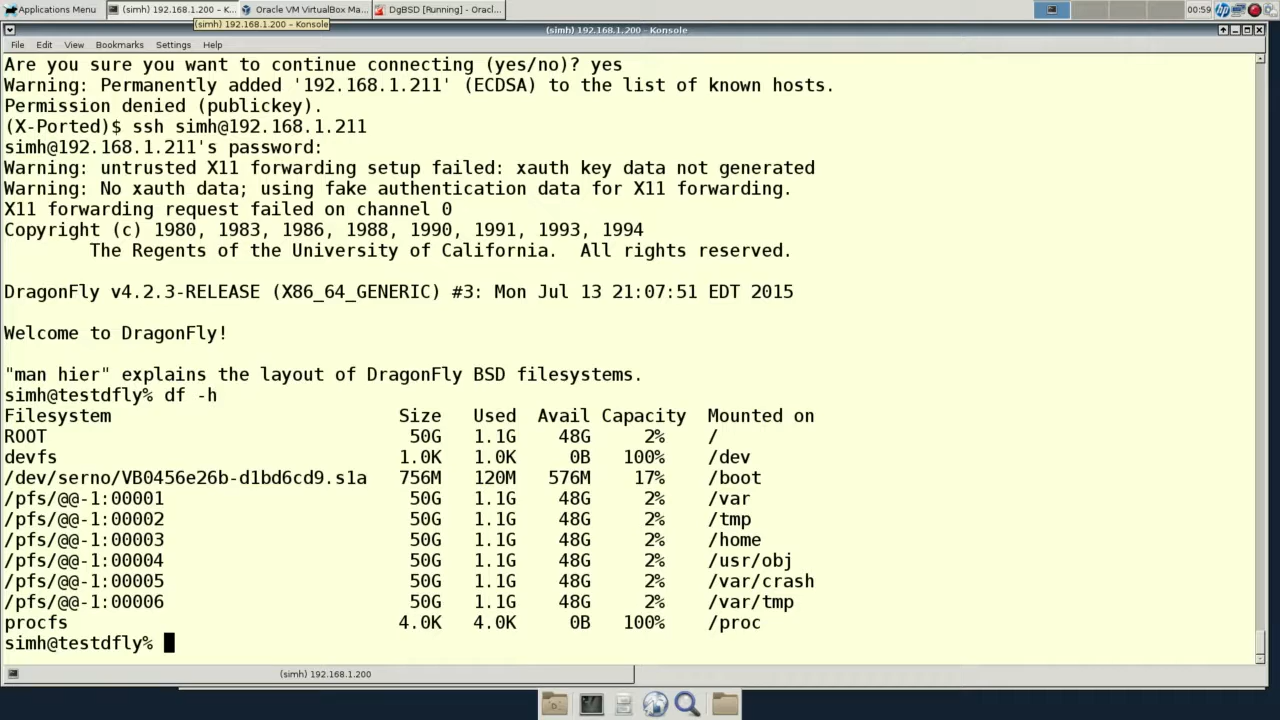 Applications Menu
(simh) 192.168.1.200 - K...
Oracle VM VirtualBox Ma...
DgBSD [Running] - Oracl...
00:59
(simh) 192.168.1.200 - Konsole
(simh) 192.168.1.200 - Konsole
File Edit View Bookmarks Settings Help
Are you sure you want to continue connecting (yes/no)? yes
Warning: Permanently added '192.168.1.211' (ECDSA) to the list of known hosts.
Permission denied (publickey).
(X-Ported)$ ssh simh@192.168.1.211
simh@192.168.1.211's password:
Warning: untrusted X11 forwarding setup failed: xauth key data not generated
Warning: No xauth data; using fake authentication data for X11 forwarding.
X11 forwarding request failed on channel 0
Copyright (c) 1980, 1983, 1986, 1988, 1990, 1991, 1993, 1994
The Regents of the University of California.  All rights reserved.
DragonFly v4.2.3-RELEASE (X86_64_GENERIC) #3: Mon Jul 13 21:07:51 EDT 2015
Welcome to DragonFly!
"man hier" explains the layout of DragonFly BSD filesystems.
simh@testdfly% df -h
Filesystem Size Used Avail Capacity Mounted on
ROOT 50G 1.1G 48G 2% /
devfs 1.0K 1.0K 0B 100% /dev
/dev/serno/VB0456e26b-d1bd6cd9.s1a 756M 120M 576M 17% /boot
/pfs/@@-1:00001 50G 1.1G 48G 2% /var
/pfs/@@-1:00002 50G 1.1G 48G 2% /tmp
/pfs/@@-1:00003 50G 1.1G 48G 2% /home
/pfs/@@-1:00004 50G 1.1G 48G 2% /usr/obj
/pfs/@@-1:00005 50G 1.1G 48G 2% /var/crash
/pfs/@@-1:00006 50G 1.1G 48G 2% /var/tmp
procfs 4.0K 4.0K 0B 100% /proc
simh@testdfly%
(simh) 192.168.1.200